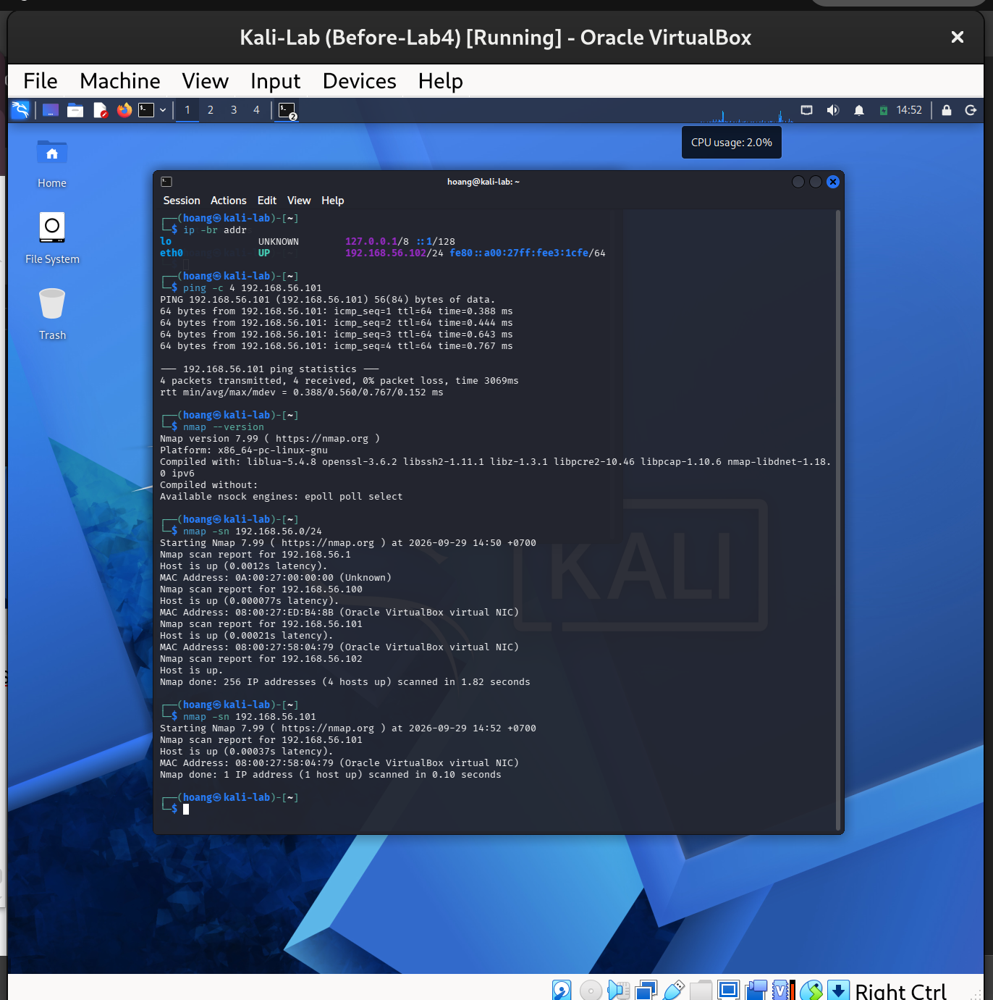 Kali-Lab (Before-Lab4) [Running] - Oracle VirtualBox
File Machine View Input Devices Help
1 2 3 4 2 14:52
CPU usage: 2.0%
Home
File System
Trash
hoang@kali-lab: ~
Session Actions Edit View Help
┌──(hoang㉿kali-lab)-[~]
└─$ ip -br addr
lo UNKNOWN 127.0.0.1/8 ::1/128
eth0 UP 192.168.56.102/24 fe80::a00:27ff:fee3:1cfe/64
┌──(hoang㉿kali-lab)-[~]
└─$ ping -c 4 192.168.56.101
PING 192.168.56.101 (192.168.56.101) 56(84) bytes of data.
64 bytes from 192.168.56.101: icmp_seq=1 ttl=64 time=0.388 ms
64 bytes from 192.168.56.101: icmp_seq=2 ttl=64 time=0.444 ms
64 bytes from 192.168.56.101: icmp_seq=3 ttl=64 time=0.643 ms
64 bytes from 192.168.56.101: icmp_seq=4 ttl=64 time=0.767 ms
--- 192.168.56.101 ping statistics ---
4 packets transmitted, 4 received, 0% packet loss, time 3069ms
rtt min/avg/max/mdev = 0.388/0.560/0.767/0.152 ms
┌──(hoang㉿kali-lab)-[~]
└─$ nmap --version
Nmap version 7.99 ( https://nmap.org )
Platform: x86_64-pc-linux-gnu
Compiled with: liblua-5.4.8 openssl-3.6.2 libssh2-1.11.1 libz-1.3.1 libpcre2-10.46 libpcap-1.10.6 nmap-libdnet-1.18.
0 ipv6
Compiled without:
Available nsock engines: epoll poll select
┌──(hoang㉿kali-lab)-[~]
└─$ nmap -sn 192.168.56.0/24
Starting Nmap 7.99 ( https://nmap.org ) at 2026-09-29 14:50 +0700
Nmap scan report for 192.168.56.1
Host is up (0.0012s latency).
MAC Address: 0A:00:27:00:00:00 (Unknown)
Nmap scan report for 192.168.56.100
Host is up (0.000077s latency).
MAC Address: 08:00:27:ED:B4:8B (Oracle VirtualBox virtual NIC)
Nmap scan report for 192.168.56.101
Host is up (0.00021s latency).
MAC Address: 08:00:27:58:04:79 (Oracle VirtualBox virtual NIC)
Nmap scan report for 192.168.56.102
Host is up.
Nmap done: 256 IP addresses (4 hosts up) scanned in 1.82 seconds
┌──(hoang㉿kali-lab)-[~]
└─$ nmap -sn 192.168.56.101
Starting Nmap 7.99 ( https://nmap.org ) at 2026-09-29 14:52 +0700
Nmap scan report for 192.168.56.101
Host is up (0.00037s latency).
MAC Address: 08:00:27:58:04:79 (Oracle VirtualBox virtual NIC)
Nmap done: 1 IP address (1 host up) scanned in 0.10 seconds
┌──(hoang㉿kali-lab)-[~]
└─$
KALI
Right Ctrl